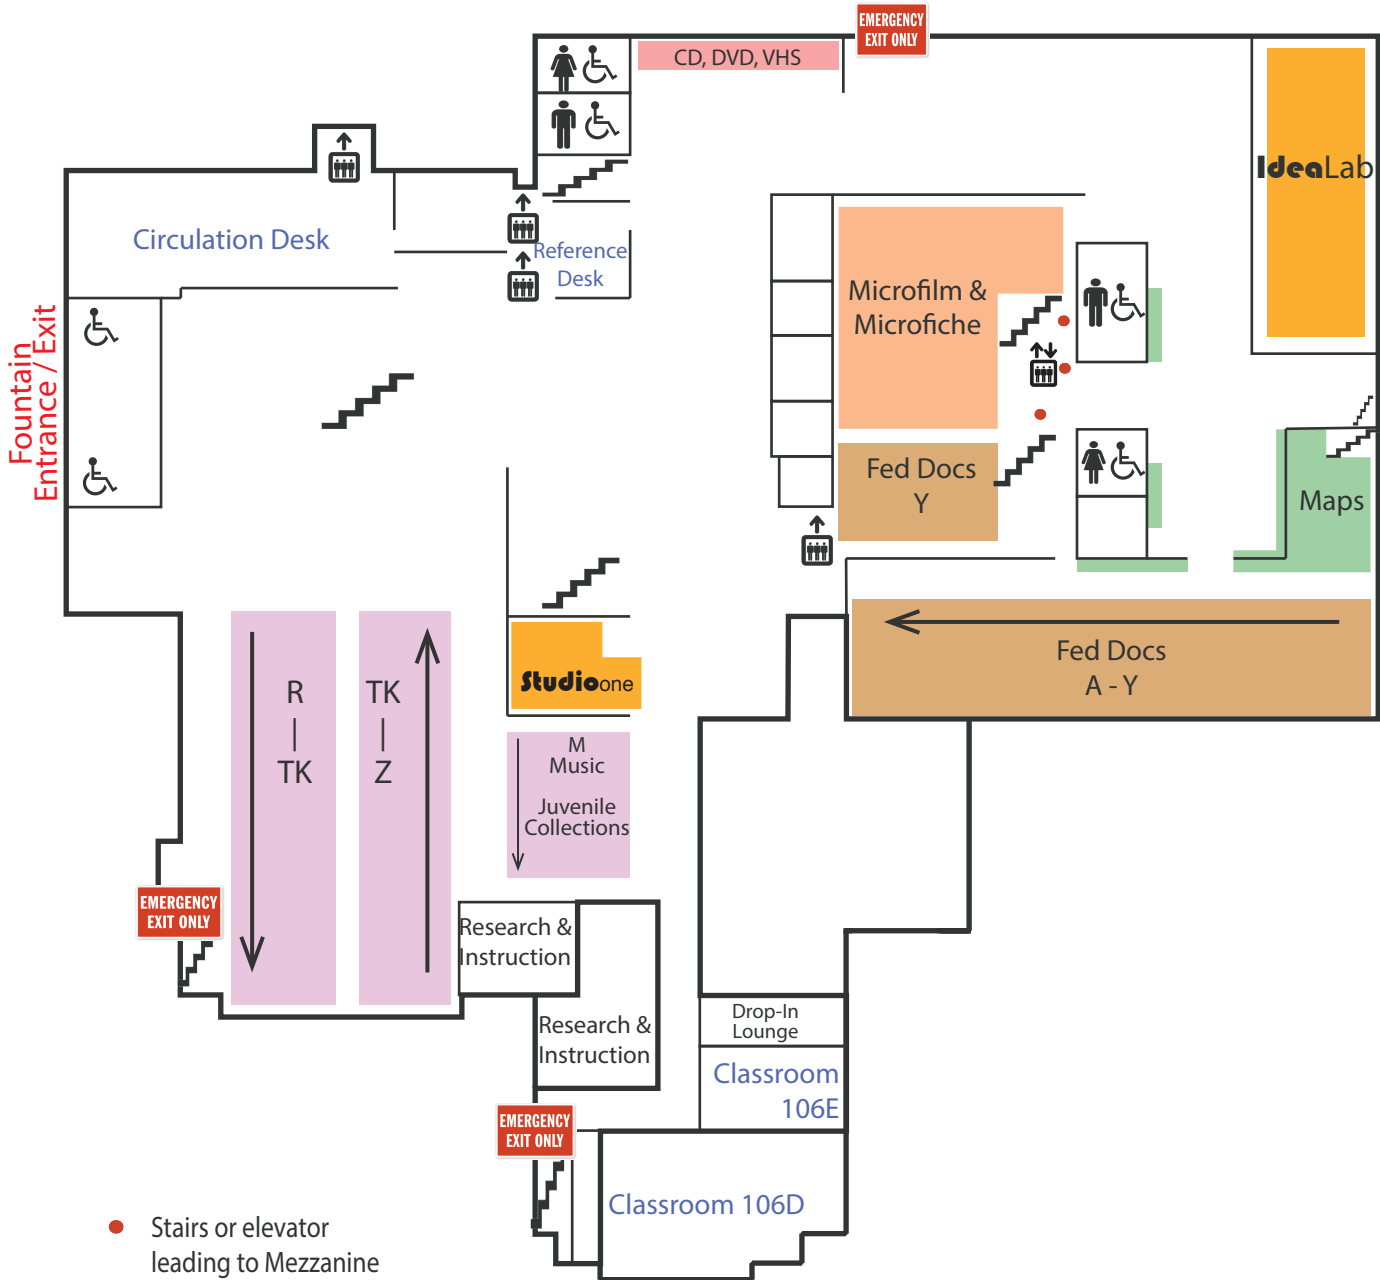 EMERGENCY
EXIT ONLY
CD, DVD, VHS
IdeaLab
Circulation Desk
Reference
Desk
Microfilm &
Microfiche
Fountain
Entrance / Exit
Fed Docs
Y
Maps
Fed Docs
A - Y
R
|
TK
TK
|
Z
Studioone
M
Music
Juvenile
Collections
EMERGENCY
EXIT ONLY
Research &
Instruction
Research &
Instruction
Drop-In
Lounge
Classroom
106E
EMERGENCY
EXIT ONLY
Classroom 106D
Stairs or elevator
leading to Mezzanine